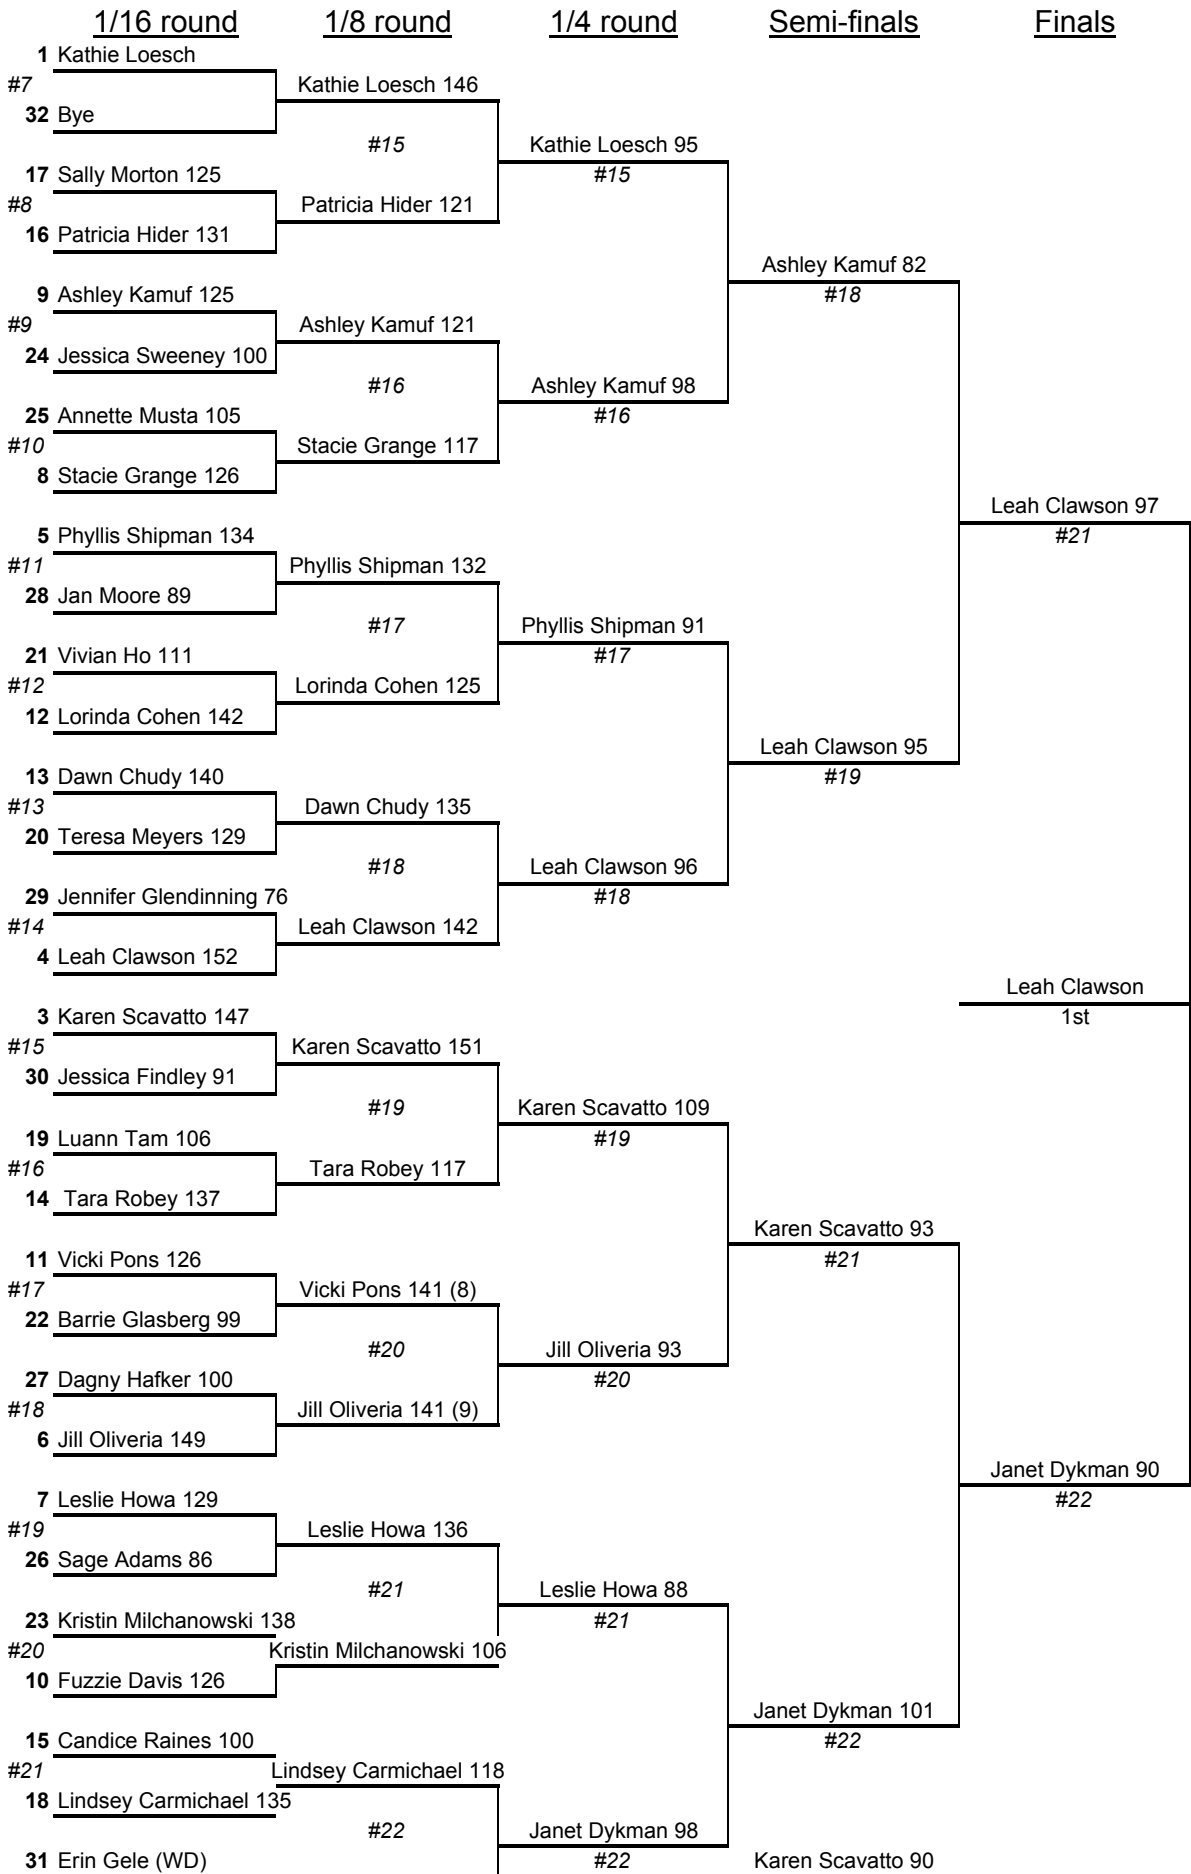 1/16 round 1/8 round 1/4 round Semi-finals Finals
1 Kathie Loesch
#7 Kathie Loesch 146
32 Bye
#15 Kathie Loesch 95
17 Sally Morton 125 #15
#8 Patricia Hider 121
16 Patricia Hider 131
Ashley Kamuf 82
9 Ashley Kamuf 125 #18
#9 Ashley Kamuf 121
24 Jessica Sweeney 100
#16 Ashley Kamuf 98
25 Annette Musta 105 #16
#10 Stacie Grange 117
8 Stacie Grange 126
Leah Clawson 97
5 Phyllis Shipman 134 #21
#11 Phyllis Shipman 132
28 Jan Moore 89
#17 Phyllis Shipman 91
21 Vivian Ho 111 #17
#12 Lorinda Cohen 125
12 Lorinda Cohen 142
Leah Clawson 95
13 Dawn Chudy 140 #19
#13 Dawn Chudy 135
20 Teresa Meyers 129
#18 Leah Clawson 96
29 Jennifer Glendinning 76 #18
#14 Leah Clawson 142
4 Leah Clawson 152
Leah Clawson
3 Karen Scavatto 147 1st
#15 Karen Scavatto 151
30 Jessica Findley 91
#19 Karen Scavatto 109
19 Luann Tam 106 #19
#16 Tara Robey 117
14 Tara Robey 137
Karen Scavatto 93
11 Vicki Pons 126 #21
#17 Vicki Pons 141 (8)
22 Barrie Glasberg 99
#20 Jill Oliveria 93
27 Dagny Hafker 100 #20
#18 Jill Oliveria 141 (9)
6 Jill Oliveria 149
Janet Dykman 90
7 Leslie Howa 129 #22
#19 Leslie Howa 136
26 Sage Adams 86
#21 Leslie Howa 88
23 Kristin Milchanowski 138 #21
#20 Kristin Milchanowski 106
10 Fuzzie Davis 126
Janet Dykman 101
15 Candice Raines 100 #22
#21 Lindsey Carmichael 118
18 Lindsey Carmichael 135
#22 Janet Dykman 98
31 Erin Gele (WD) #22 Karen Scavatto 90